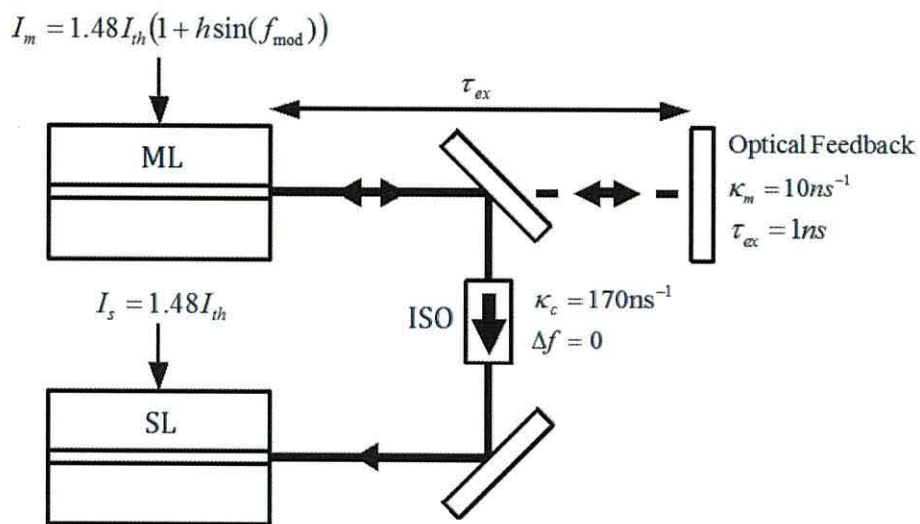 I_m = 1.48I_th(1 + h sin(f_mod))
τ_ex
ML
Optical Feedback
κ_m = 10ns⁻¹
τ_ex = 1ns
I_s = 1.48I_th
ISO
κ_c = 170ns⁻¹
Δf = 0
SL